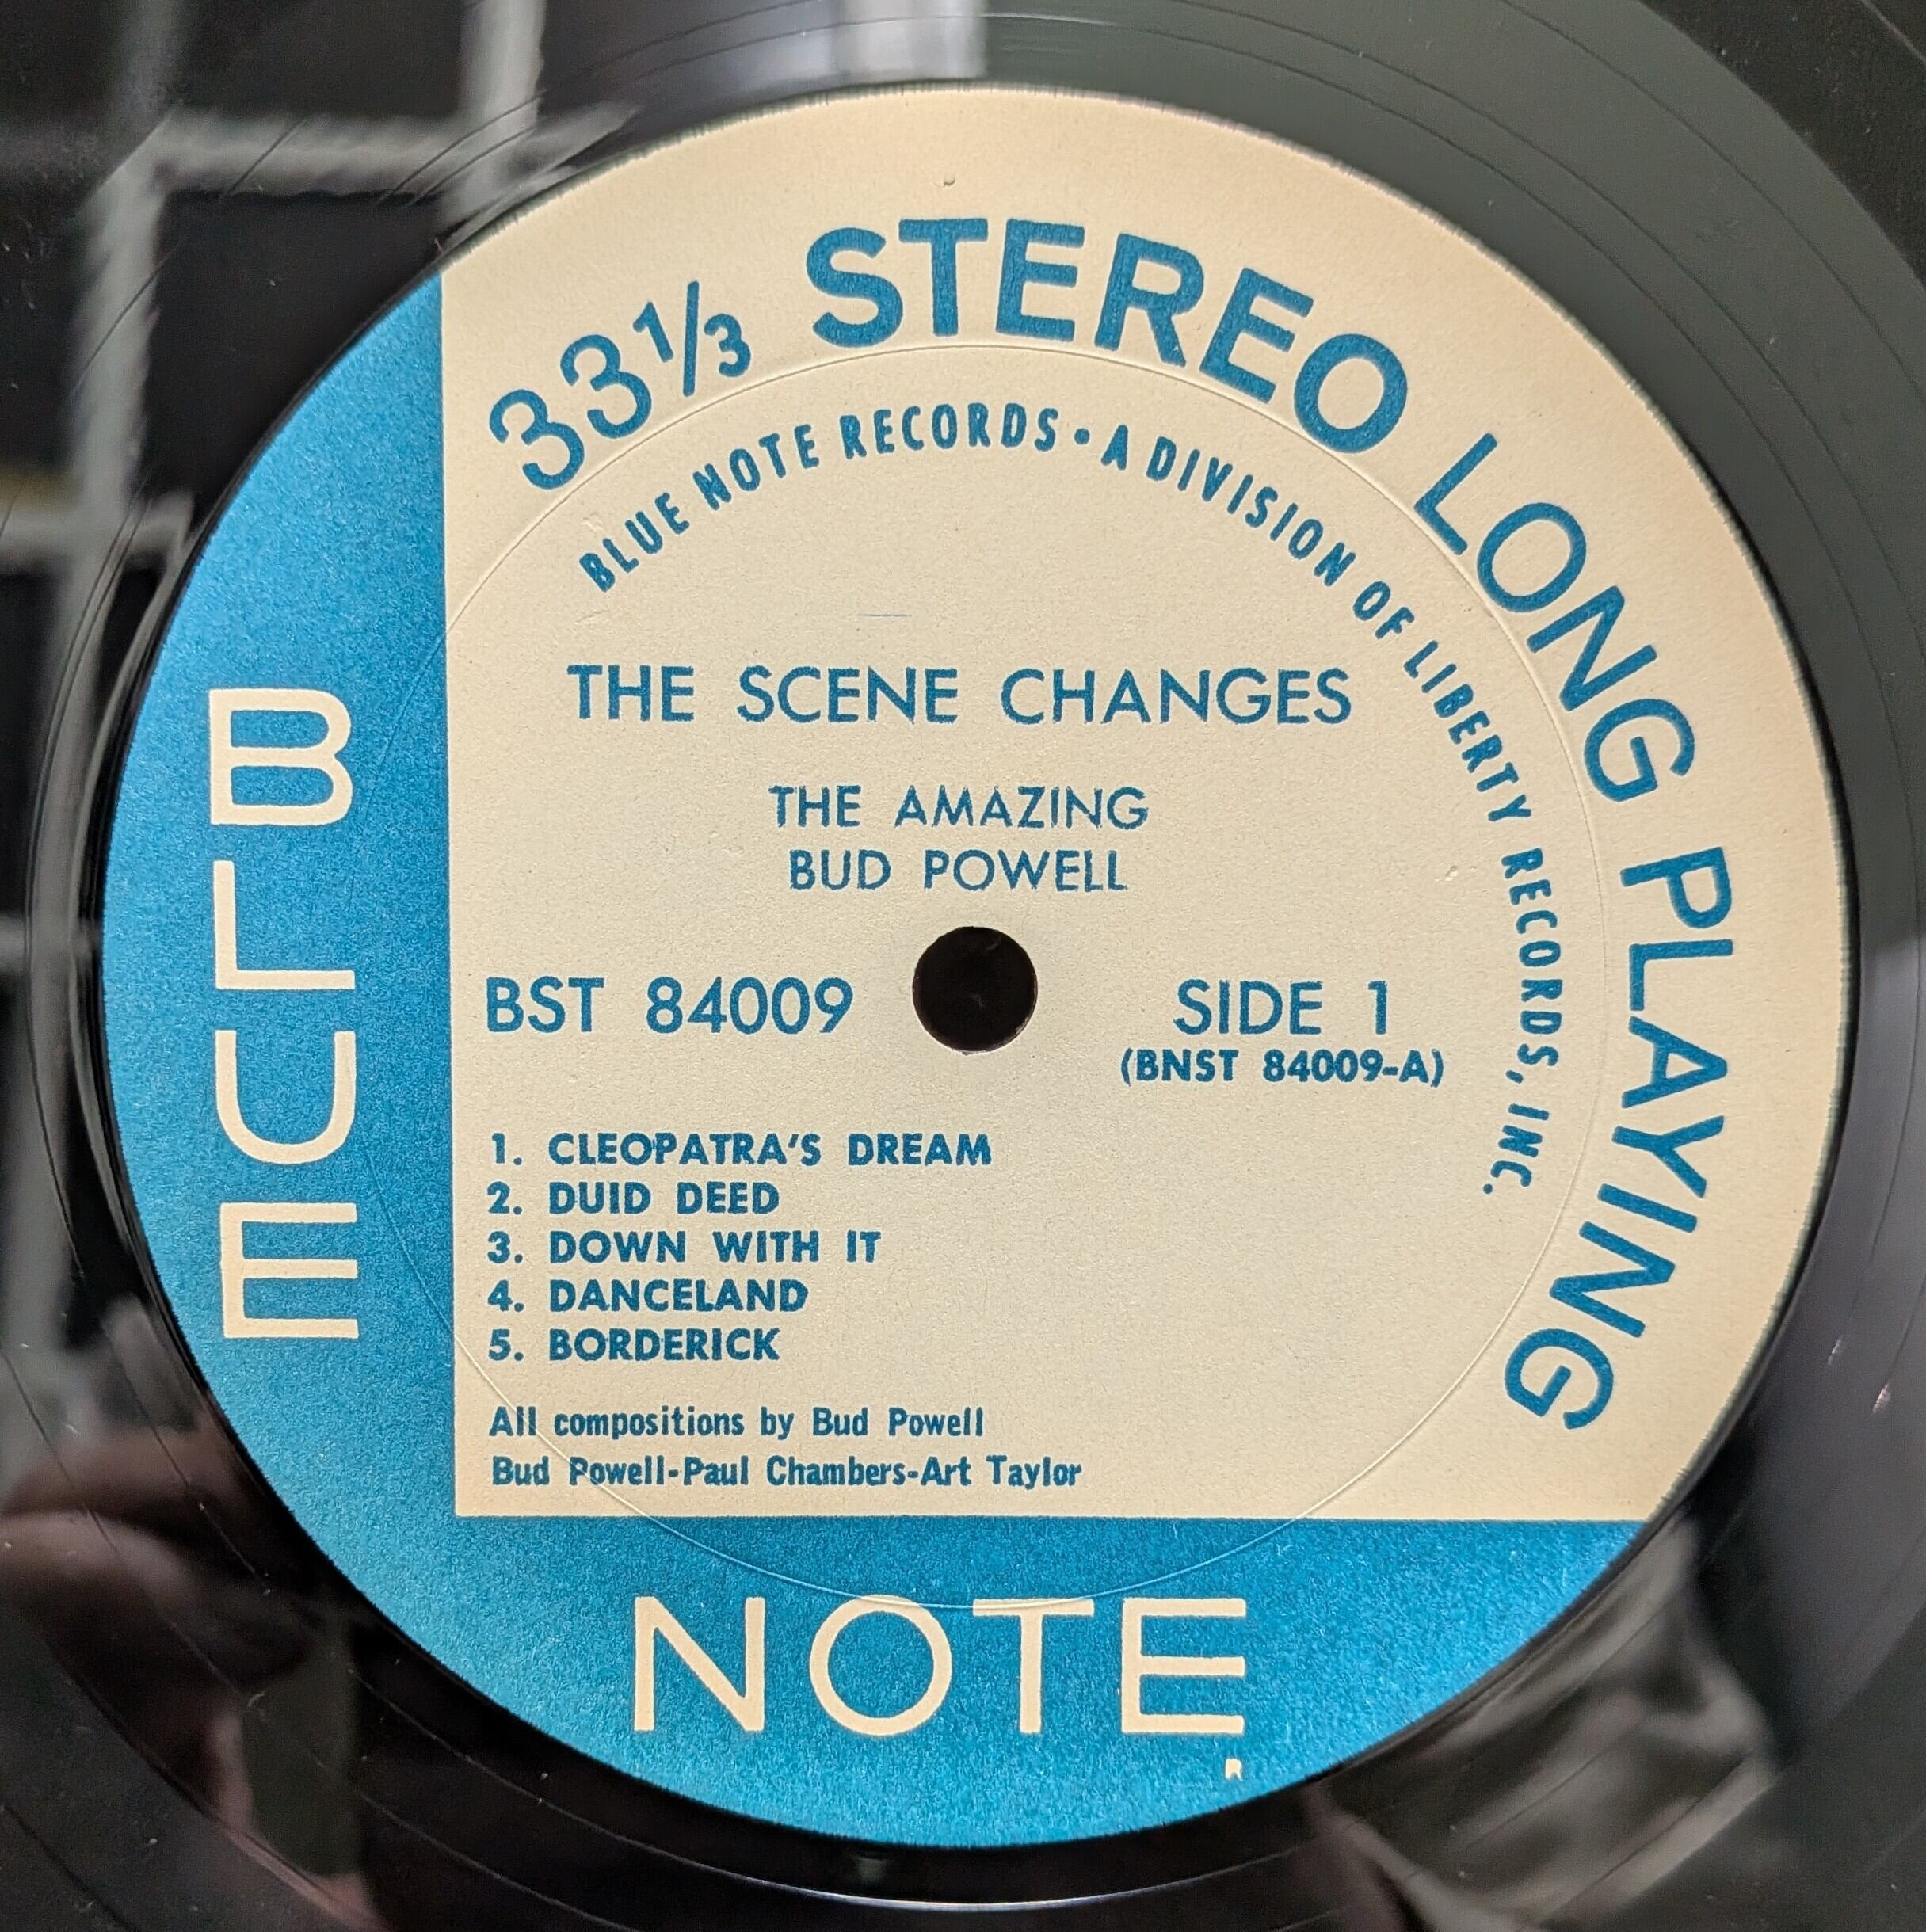 33⅓ STEREO LONG PLAYING
BLUE NOTE RECORDS • A DIVISION OF LIBERTY RECORDS, INC.
THE SCENE CHANGES
THE AMAZING
BUD POWELL
BST 84009
SIDE 1
(BNST 84009-A)
1. CLEOPATRA'S DREAM
2. DUID DEED
3. DOWN WITH IT
4. DANCELAND
5. BORDERICK
All compositions by Bud Powell
Bud Powell-Paul Chambers-Art Taylor
BLUE
NOTE
R